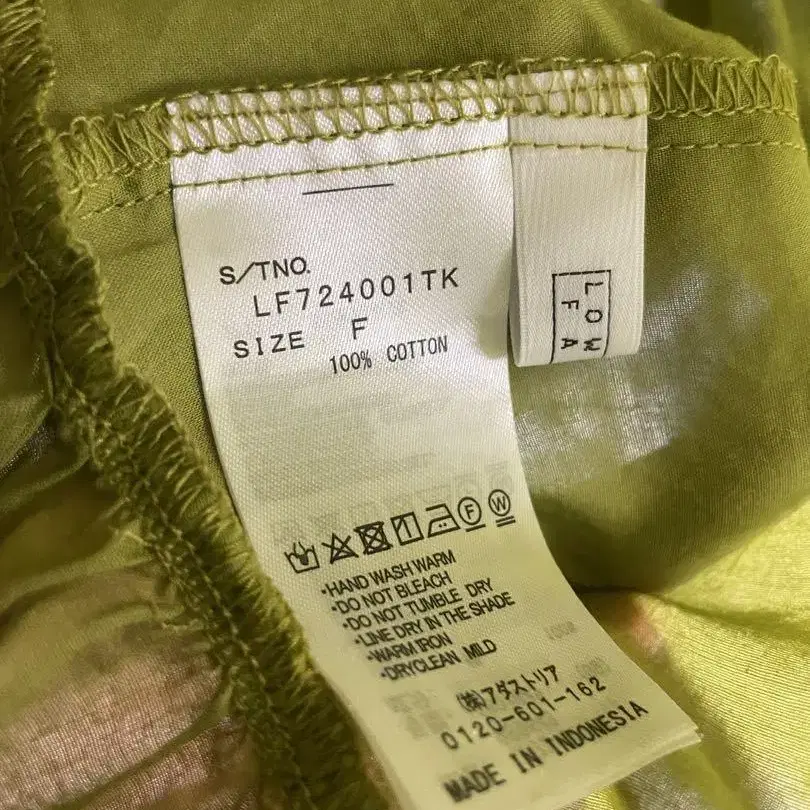 S/TNO.
LF724001TK
SIZE F
100% COTTON
・HAND WASH WARM
・DO NOT BLEACH
・DO NOT TUMBLE DRY
・LINE DRY IN THE SHADE
・WARM IRON
・DRYCLEAN MILD
㈱アダストリア
0120-601-162
MADE IN INDONESIA
LOW
FA
F
W